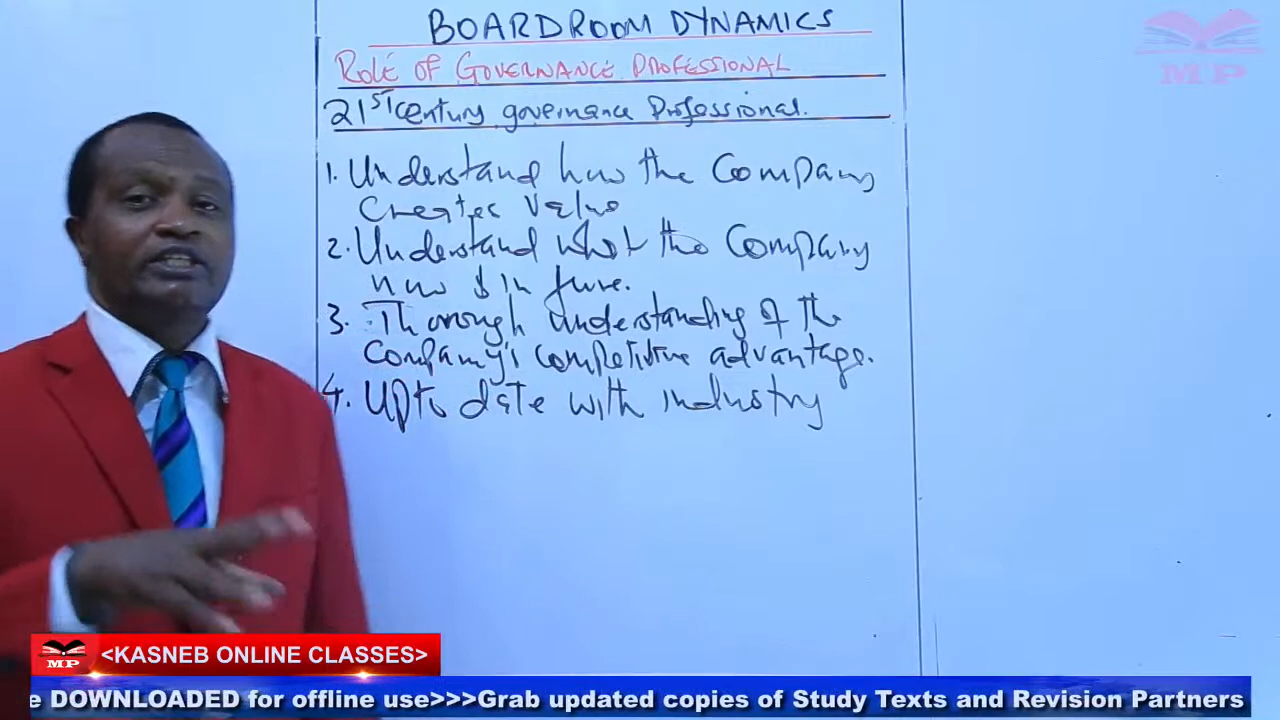 BOARDROOM DYNAMICS
ROLE OF GOVERNANCE PROFESSIONAL
21ST century governance Professional.
1. Understand how the Company
Creates Value
2. Understand what the Company
now & in
3. Thorough understanding of the
Company's competitive advantage.
4. Upto date with industry
MP
MP
<KASNEB ONLINE CLASSES>
e DOWNLOADED for offline use>>>Grab updated copies of Study Texts and Revision Partners